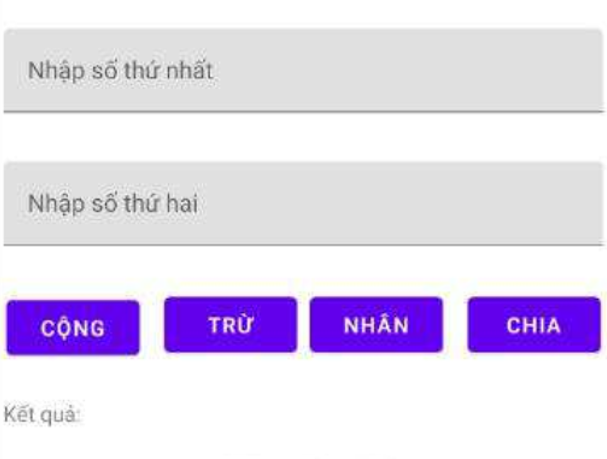 Nhập số thứ nhất
Nhập số thứ hai
CỘNG TRỪ NHÂN CHIA
Kết quả: